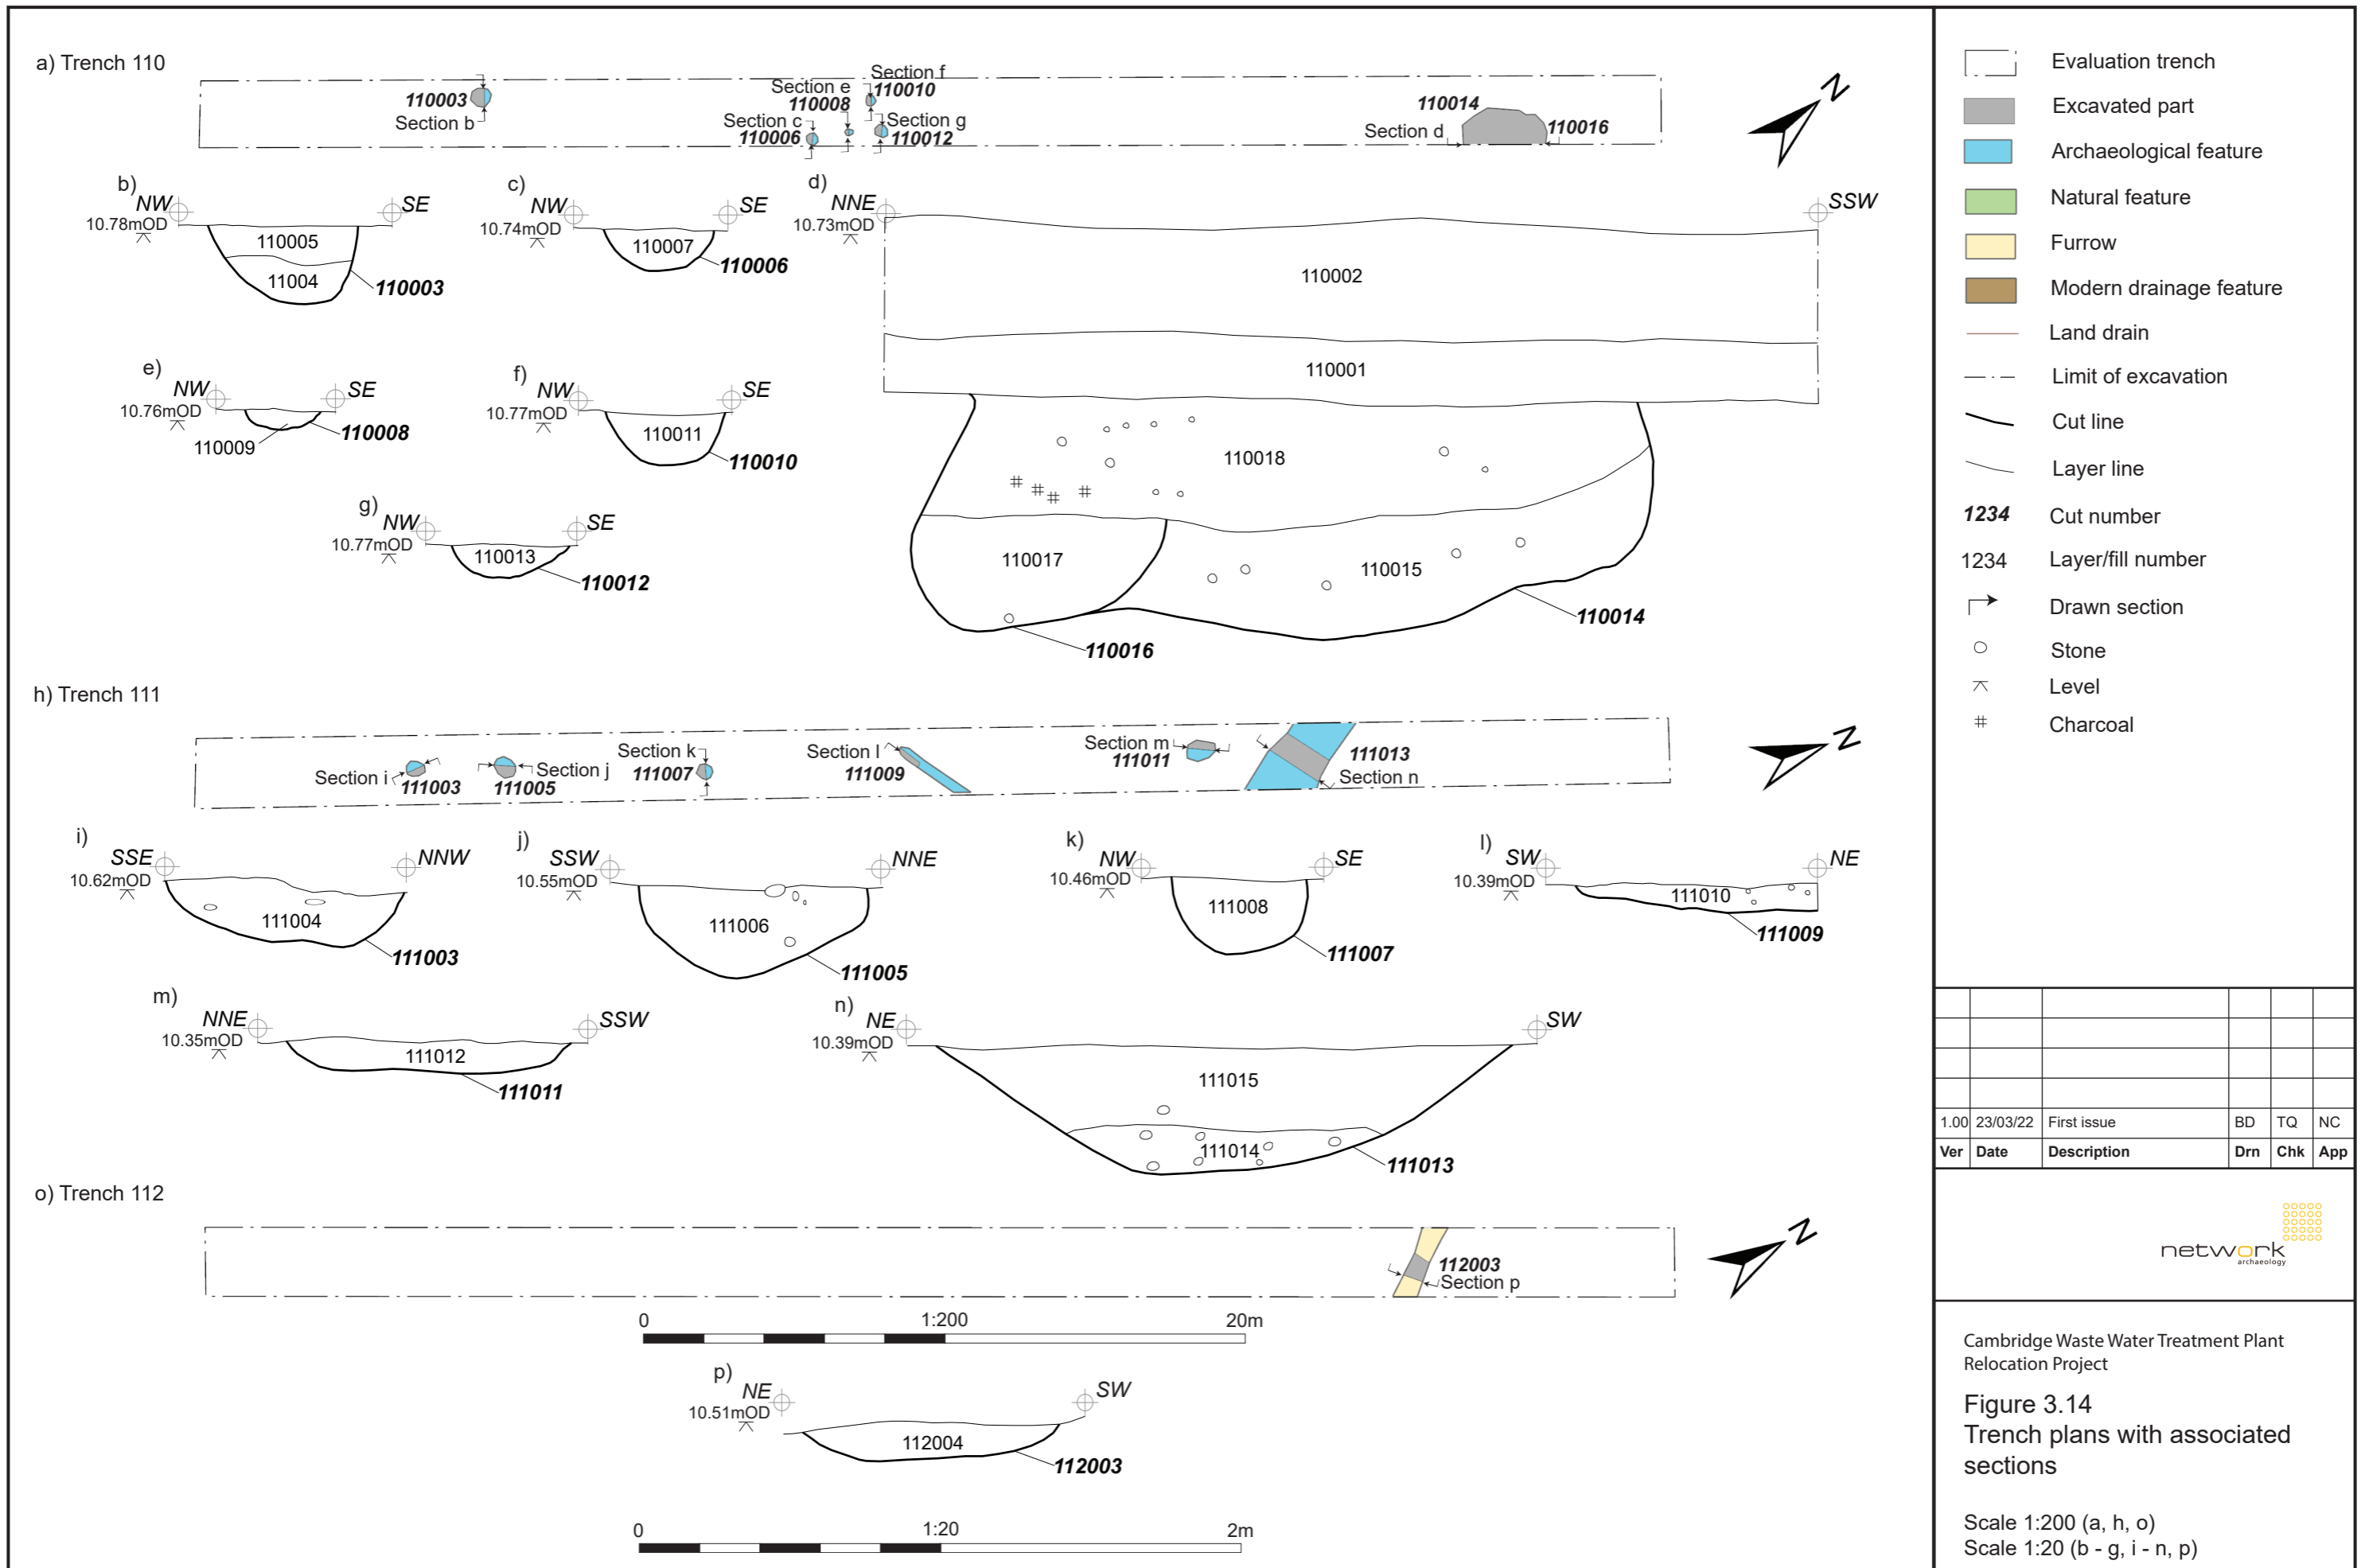 a) Trench 110
110003
Section b
Section c
110006
Section e
110008
Section f
110010
Section g
110012
110014
Section d
110016
N
b)
NW
SE
10.78mOD
110005
11004
110003
c)
NW
SE
10.74mOD
110007
110006
d)
NNE
SSW
10.73mOD
110002
110001
110018
110017
110015
110014
110016
e)
NW
SE
10.76mOD
110009
110008
f)
NW
SE
10.77mOD
110011
110010
g)
NW
SE
10.77mOD
110013
110012
h) Trench 111
Section i
111003
Section j
111005
Section k
111007
Section l
111009
Section m
111011
111013
Section n
N
i)
SSE
NNW
10.62mOD
111004
111003
j)
SSW
NNE
10.55mOD
111006
111005
k)
NW
SE
10.46mOD
111008
111007
l)
SW
NE
10.39mOD
111010
111009
m)
NNE
SSW
10.35mOD
111012
111011
n)
NE
SW
10.39mOD
111015
111014
111013
o) Trench 112
112003
Section p
N
0 1:200 20m
p)
NE
SW
10.51mOD
112004
112003
0 1:20 2m
Evaluation trench
Excavated part
Archaeological feature
Natural feature
Furrow
Modern drainage feature
Land drain
Limit of excavation
Cut line
Layer line
1234 Cut number
1234 Layer/fill number
Drawn section
Stone
Level
Charcoal
1.00 23/03/22 First issue BD TQ NC
Ver Date Description Drn Chk App
network
archaeology
Cambridge Waste Water Treatment Plant
Relocation Project
Figure 3.14
Trench plans with associated
sections
Scale 1:200 (a, h, o)
Scale 1:20 (b - g, i - n, p)